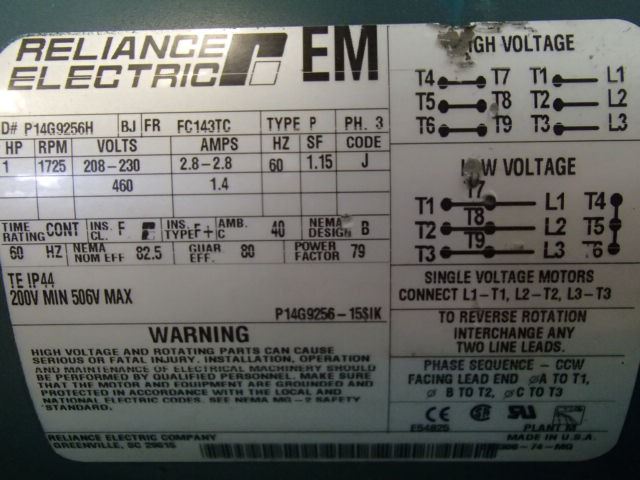 RELIANCE ELECTRIC EM
D# P14G9256H BJ FR FC143TC TYPE P PH. 3
HP RPM VOLTS AMPS HZ SF CODE
1 1725 208-230 2.8-2.8 60 1.15 J
460 1.4
TIME RATING CONT INS. CL. F INS. TYPE F+ AMB. C 40 NEMA DESIGN B
60 HZ NEMA NOM EFF 82.5 GUAR EFF 80 POWER FACTOR 79
TE IP44
200V MIN 506V MAX
P14G9256-15SIK
WARNING
HIGH VOLTAGE AND ROTATING PARTS CAN CAUSE
SERIOUS OR FATAL INJURY. INSTALLATION, OPERATION
AND MAINTENANCE OF ELECTRICAL MACHINERY SHOULD
BE PERFORMED BY QUALIFIED PERSONNEL. MAKE SURE
THAT THE MOTOR AND EQUIPMENT ARE GROUNDED AND
PROTECTED IN ACCORDANCE WITH THE LOCAL AND
NATIONAL ELECTRIC CODES. SEE NEMA MG-2 SAFETY
STANDARD.
RELIANCE ELECTRIC COMPANY
GREENVILLE, SC 29615
HIGH VOLTAGE
T4 T7 T1 L1
T5 T8 T2 L2
T6 T9 T3 L3
LOW VOLTAGE
T7
T1 L1 T4
T8
T2 L2 T5
T9
T3 L3 T6
SINGLE VOLTAGE MOTORS
CONNECT L1-T1, L2-T2, L3-T3
TO REVERSE ROTATION
INTERCHANGE ANY
TWO LINE LEADS.
PHASE SEQUENCE - CCW
FACING LEAD END ØA TO T1,
Ø B TO T2, ØC TO T3
CE SA UR
E54825 PLANT M
MADE IN U.S.A.
-74-MG